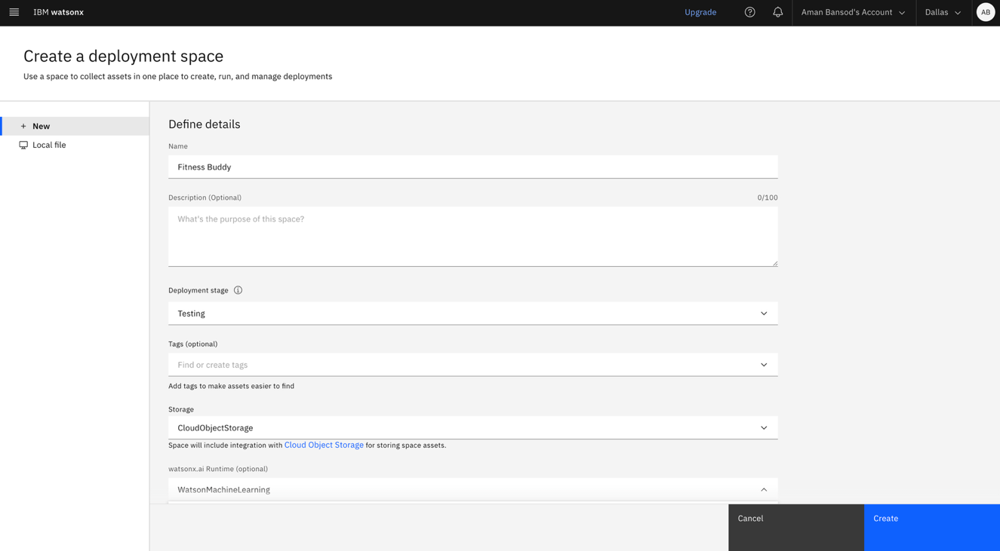 IBM watsonx
Upgrade
Aman Bansod's Account
Dallas
AB
Create a deployment space
Use a space to collect assets in one place to create, run, and manage deployments
+ New
Local file
Define details
Name
Fitness Buddy
Description (Optional)
0/100
What's the purpose of this space?
Deployment stage
Testing
Tags (optional)
Find or create tags
Add tags to make assets easier to find
Storage
CloudObjectStorage
Space will include integration with Cloud Object Storage for storing space assets.
watsonx.ai Runtime (optional)
WatsonMachineLearning
Cancel
Create